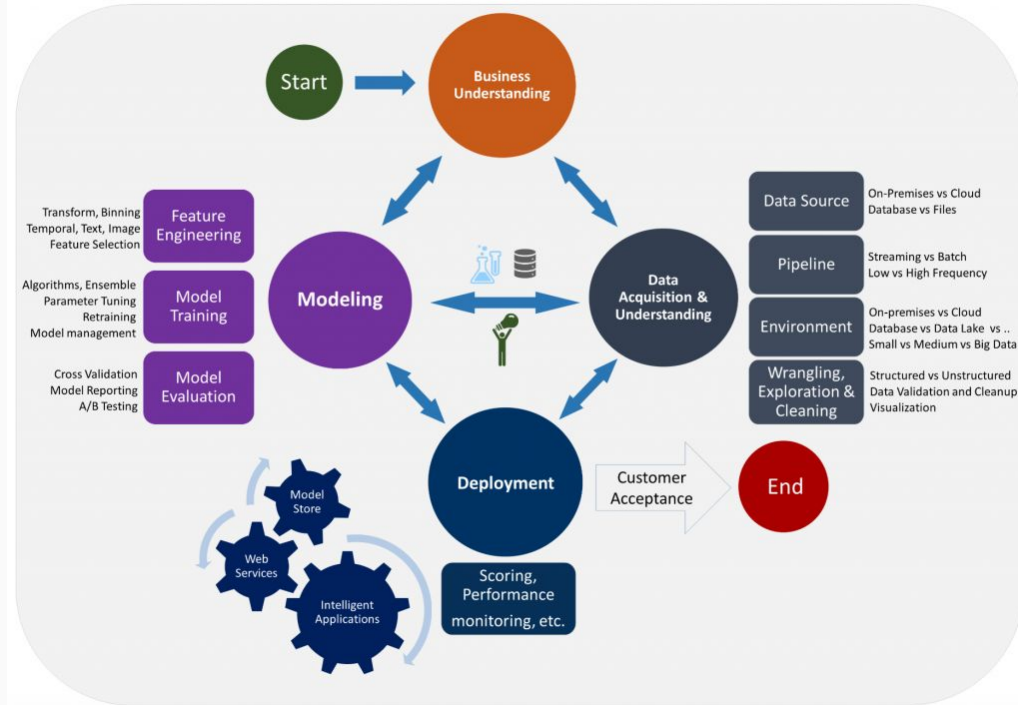 Start
Business
Understanding
Feature
Engineering
Transform, Binning
Temporal, Text, Image
Feature Selection
Model
Training
Algorithms, Ensemble
Parameter Tuning
Retraining
Model management
Model
Evaluation
Cross Validation
Model Reporting
A/B Testing
Modeling
Data
Acquisition &
Understanding
Data Source
On-Premises vs Cloud
Database vs Files
Pipeline
Streaming vs Batch
Low vs High Frequency
Environment
On-premises vs Cloud
Database vs Data Lake vs ..
Small vs Medium vs Big Data
Wrangling,
Exploration &
Cleaning
Structured vs Unstructured
Data Validation and Cleanup
Visualization
Deployment
Customer
Acceptance
End
Model
Store
Web
Services
Intelligent
Applications
Scoring,
Performance
monitoring, etc.